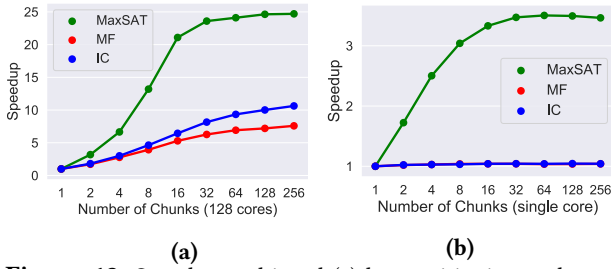 25
20
15
10
5
0
Speedup
MaxSAT
MF
IC
1 2 4 8 16 32 64 128 256
Number of Chunks (128 cores)
(a)
3
2
1
Speedup
MaxSAT
MF
IC
1 2 4 8 16 32 64 128 256
Number of Chunks (single core)
(b)